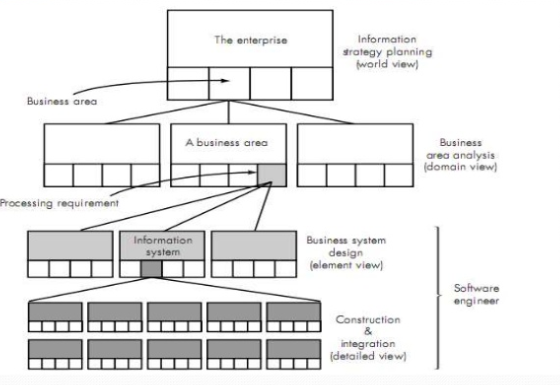 The enterprise
Information
strategy planning
(world view)
Business area
A business area
Business
area analysis
(domain view)
Processing requirement
Information
system
Business system
design
(element view)
Software
engineer
Construction
&
integration
(detailed view)